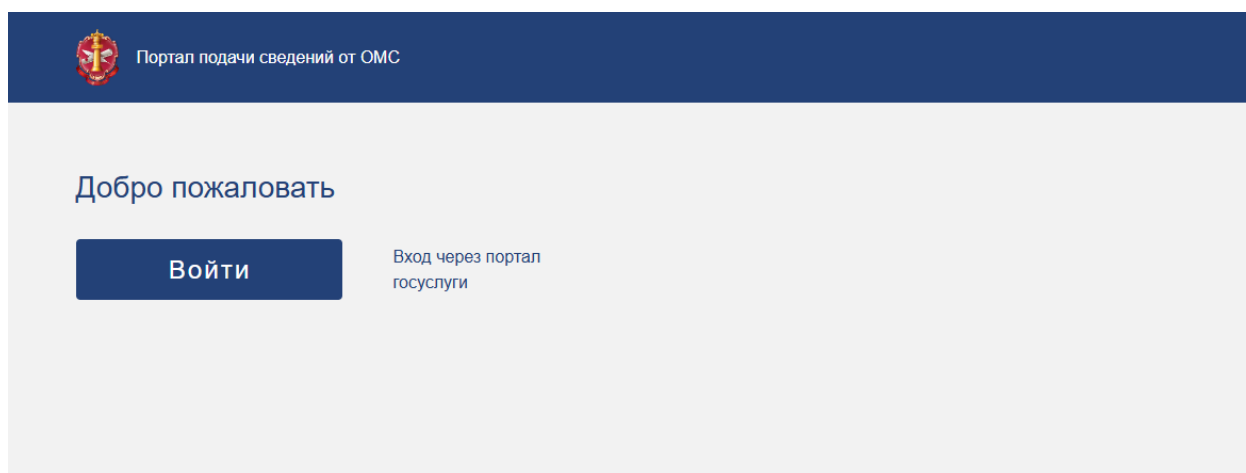 Портал подачи сведений от ОМС
Добро пожаловать
Войти
Вход через портал
госуслуги